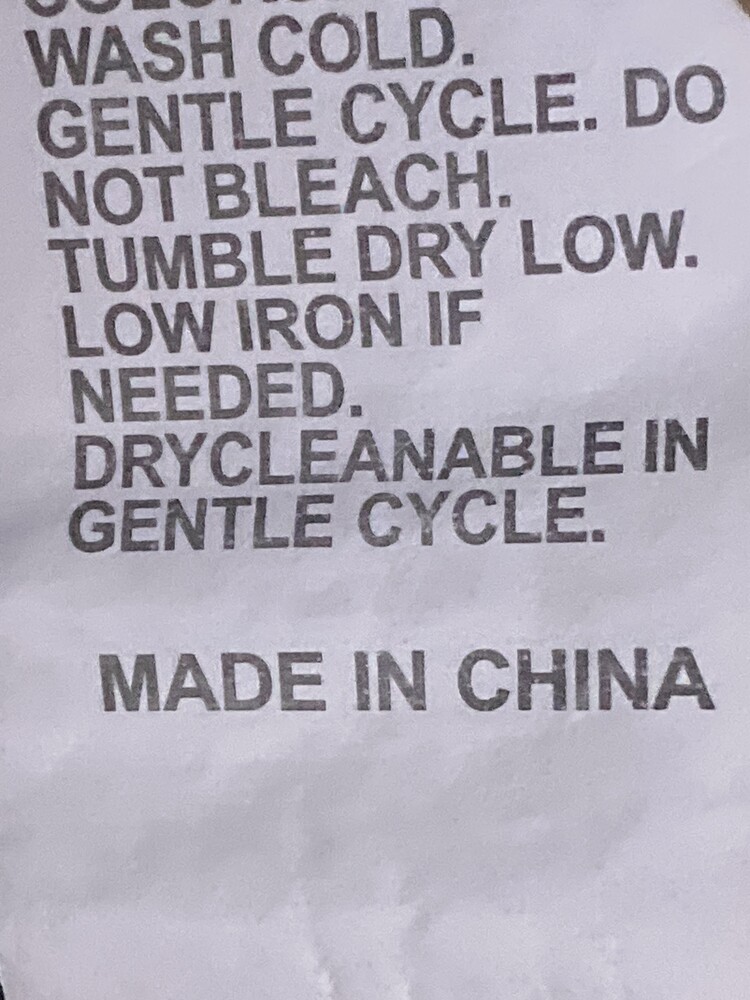 WASH COLD.
GENTLE CYCLE. DO
NOT BLEACH.
TUMBLE DRY LOW.
LOW IRON IF
NEEDED.
DRYCLEANABLE IN
GENTLE CYCLE.
MADE IN CHINA